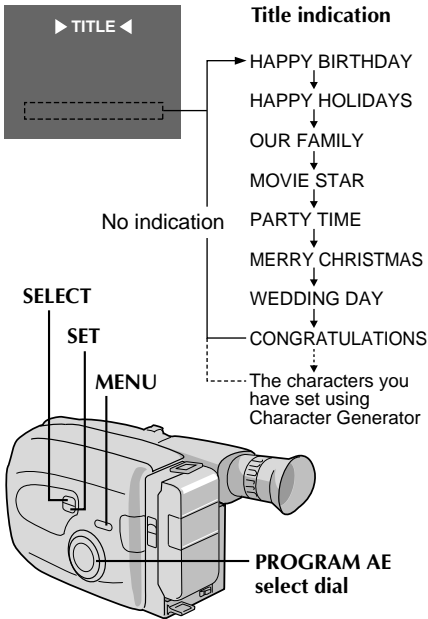 ▶ TITLE ◀
Title indication
HAPPY BIRTHDAY
HAPPY HOLIDAYS
OUR FAMILY
MOVIE STAR
PARTY TIME
MERRY CHRISTMAS
WEDDING DAY
CONGRATULATIONS
The characters you
have set using
Character Generator
No indication
SELECT
SET
MENU
PROGRAM AE
select dial